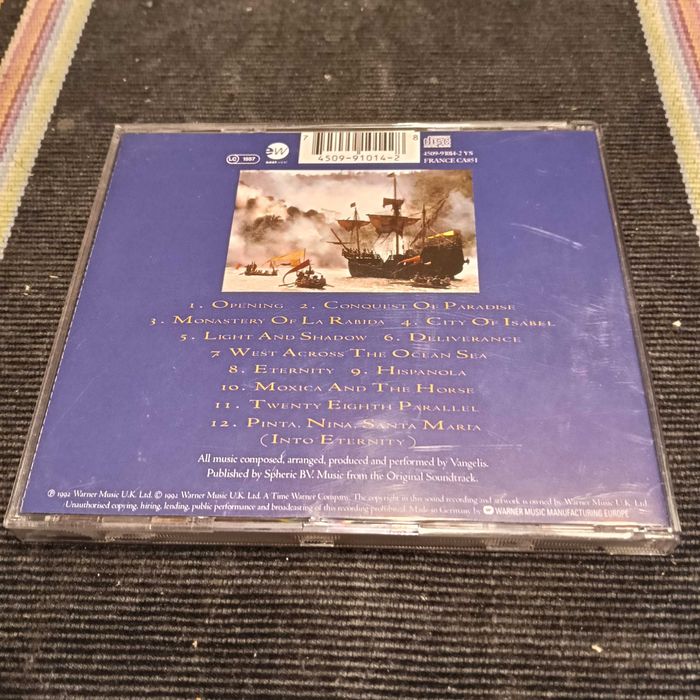 LC 1557
ew
7 8
4509-91014-2
DISC
4509-91014-2 YS
FRANCE CA851
1. Opening 2. Conquest Of Paradise
3. Monastery Of La Rabida 4. City Of Isabel
5. Light And Shadow 6. Deliverance
7 West Across The Ocean Sea
8. Eternity 9. Hispanola
10. Moxica And The Horse
11. Twenty Eighth Parallel
12. Pinta, Nina, Santa Maria
(Into Eternity)
All music composed, arranged, produced and performed by Vangelis.
Published by Spheric BV. Music from the Original Soundtrack.
℗ 1992 Warner Music U.K. Ltd. © 1992 Warner Music U.K. Ltd. A Time Warner Company. The copyright in this sound recording and artwork is owned by Warner Music U K Ltd
Unauthorised copying, hiring, lending, public performance and broadcasting of this recording prohibited. Made in Germany by WARNER MUSIC MANUFACTURING EUROPE